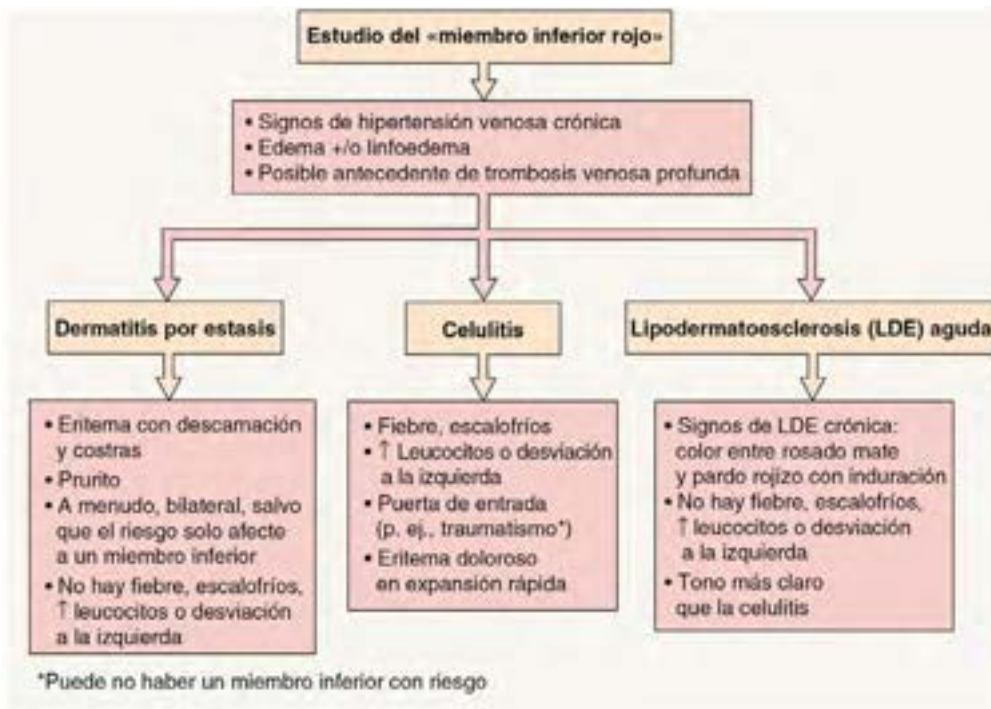 Estudio del «miembro inferior rojo»
• Signos de hipertensión venosa crónica
• Edema +/o linfoedema
• Posible antecedente de trombosis venosa profunda
Dermatitis por estasis
• Eritema con descamación
y costras
• Prurito
• A menudo, bilateral, salvo
que el riesgo solo afecte
a un miembro inferior
• No hay fiebre, escalofríos,
↑ leucocitos o desviación
a la izquierda
Celulitis
• Fiebre, escalofríos
• ↑ Leucocitos o desviación
a la izquierda
• Puerta de entrada
(p. ej., traumatismo*)
• Eritema doloroso
en expansión rápida
Lipodermatoesclerosis (LDE) aguda
• Signos de LDE crónica:
color entre rosado mate
y pardo rojizo con induración
• No hay fiebre, escalofríos,
↑ leucocitos o desviación
a la izquierda
• Tono más claro
que la celulitis
*Puede no haber un miembro inferior con riesgo